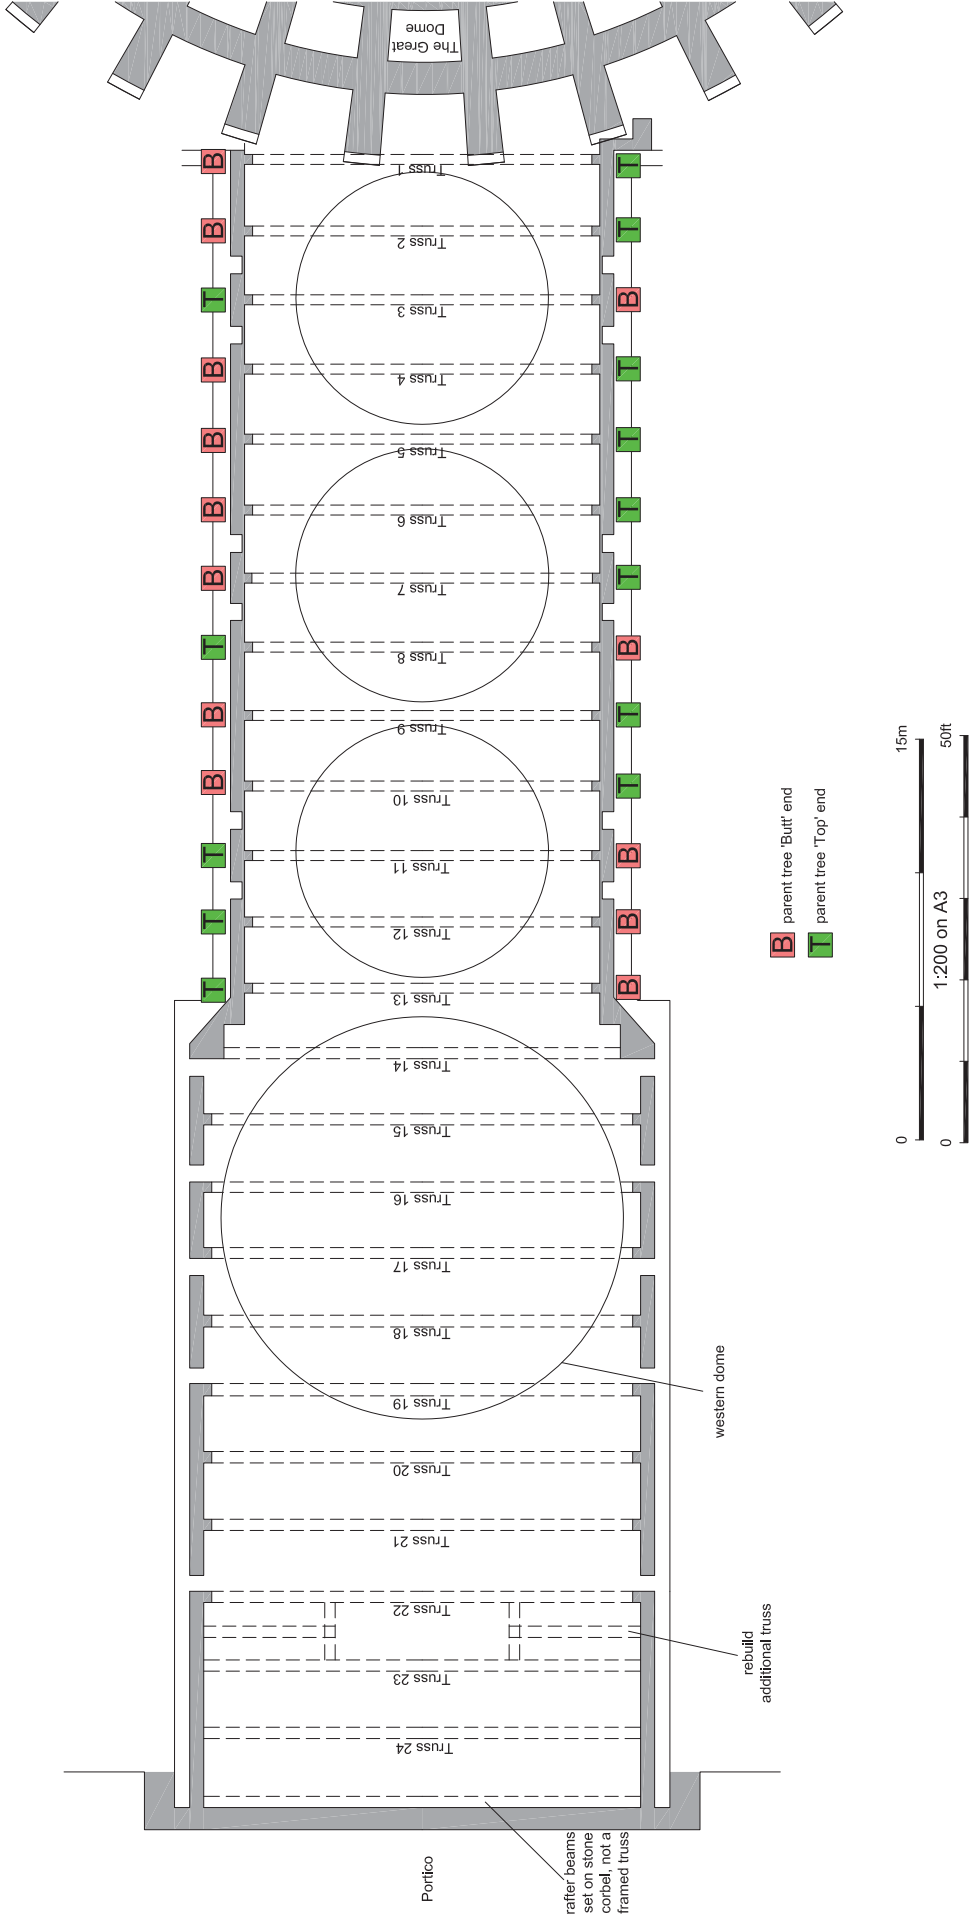 The Great
Dome
B
B
T
B
B
B
B
T
B
B
T
T
T
Truss 1
Truss 2
Truss 3
Truss 4
Truss 5
Truss 6
Truss 7
Truss 8
Truss 9
Truss 10
Truss 11
Truss 12
Truss 13
Truss 14
Truss 15
Truss 16
Truss 17
Truss 18
Truss 19
Truss 20
Truss 21
Truss 22
Truss 23
Truss 24
T
T
B
T
T
T
T
B
T
T
B
B
B
western dome
rebuild
additional truss
rafter beams
set on stone
corbel, not a
framed truss
Portico
B parent tree 'Butt' end
T parent tree 'Top' end
0 15m
1:200 on A3
0 50ft